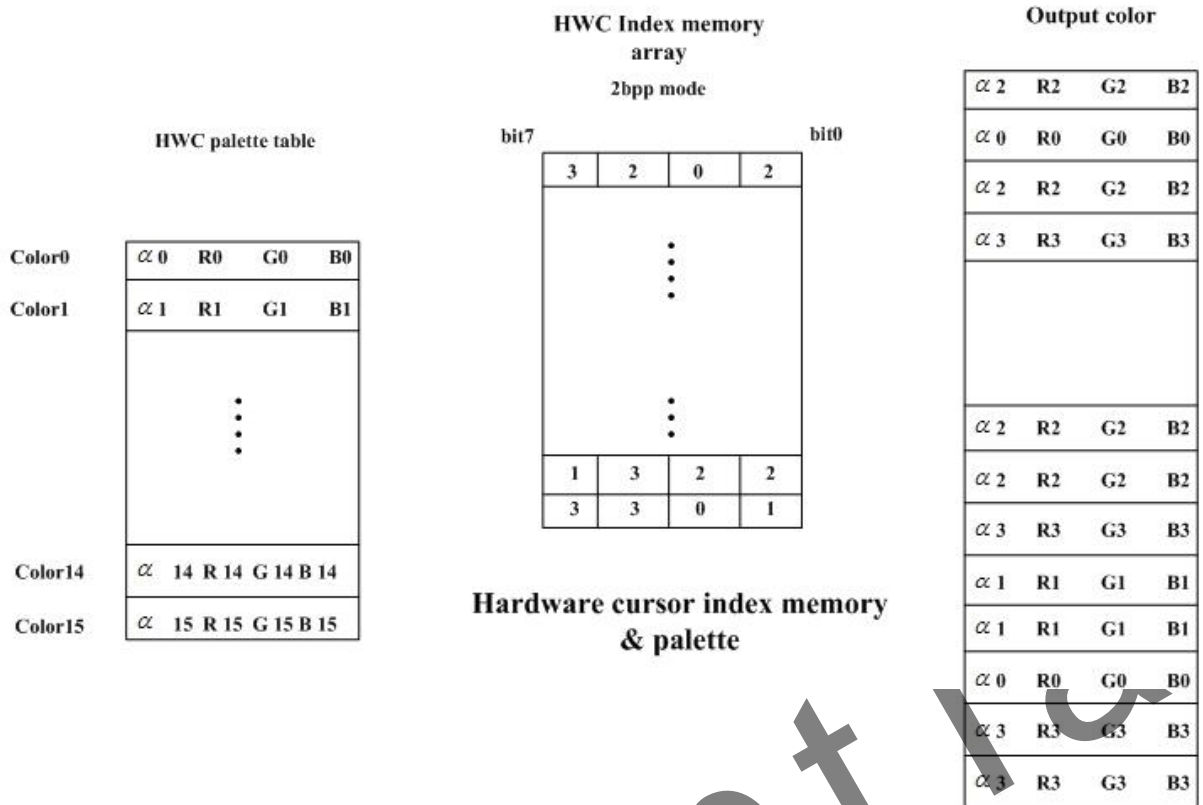 HWC Index memory
array
2bpp mode
Output color
HWC palette table
bit7
bit0
Color0
α 0 R0 G0 B0
Color1
α 1 R1 G1 B1
Color14
α 14 R 14 G 14 B 14
Color15
α 15 R 15 G 15 B 15
3 2 0 2
1 3 2 2
3 3 0 1
Hardware cursor index memory
& palette
α 2 R2 G2 B2
α 0 R0 G0 B0
α 2 R2 G2 B2
α 3 R3 G3 B3
α 2 R2 G2 B2
α 2 R2 G2 B2
α 3 R3 G3 B3
α 1 R1 G1 B1
α 1 R1 G1 B1
α 0 R0 G0 B0
α 3 R3 G3 B3
α 3 R3 G3 B3